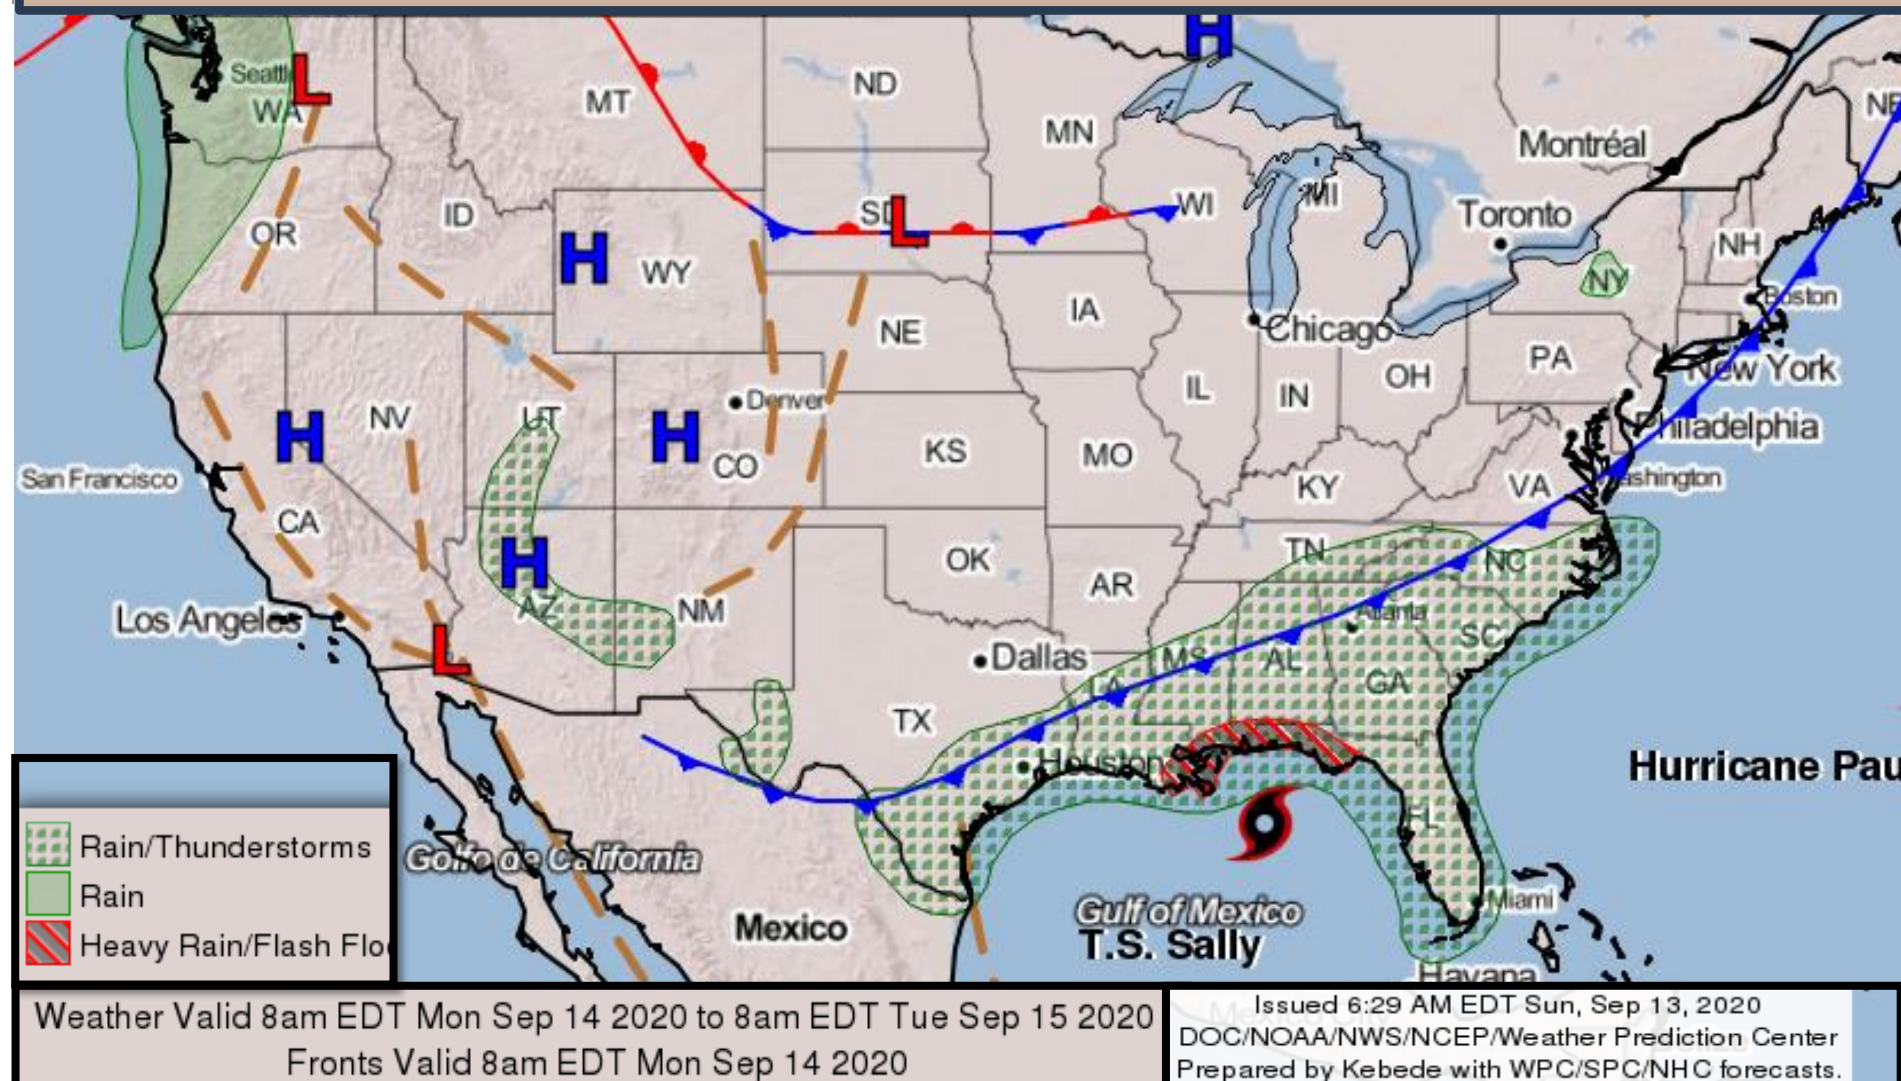 H
Seattle
L
WA
MT
ND
MN
NE
Montréal
ID
SD
L
WI
MI
Toronto
OR
H
WY
NH
NY
Boston
IA
NE
Chicago
PA
New York
H
NV
UT
Denver
H
CO
KS
MO
IL
IN
OH
Philadelphia
San Francisco
CA
KY
VA
Washington
H
AZ
NM
OK
AR
TN
NC
Los Angeles
L
Dallas
MS
AL
Atlanta
SC
LA
GA
TX
Houston
Hurricane Pau
FL
Golfo de California
Mexico
Gulf of Mexico
T.S. Sally
Miami
Havana
Rain/Thunderstorms
Rain
Heavy Rain/Flash Flo
Weather Valid 8am EDT Mon Sep 14 2020 to 8am EDT Tue Sep 15 2020
Fronts Valid 8am EDT Mon Sep 14 2020
Mexico City
Issued 6:29 AM EDT Sun, Sep 13, 2020
DOC/NOAA/NWS/NCEP/Weather Prediction Center
Prepared by Kebede with WPC/SPC/NHC forecasts.